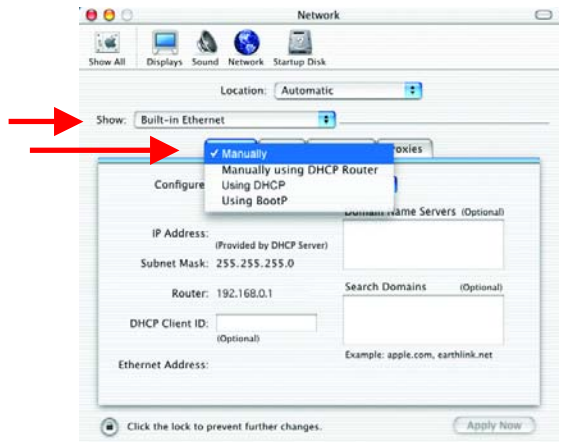 Network
Show All Displays Sound Network Startup Disk
Location: Automatic
Show: Built-in Ethernet
✓ Manually
Manually using DHCP Router
Using DHCP
Using BootP
Configure
Domain Name Servers (Optional)
IP Address:
(Provided by DHCP Server)
Subnet Mask: 255.255.255.0
Router: 192.168.0.1
Search Domains (Optional)
DHCP Client ID:
(Optional)
Example: apple.com, earthlink.net
Ethernet Address:
Click the lock to prevent further changes.
Apply Now